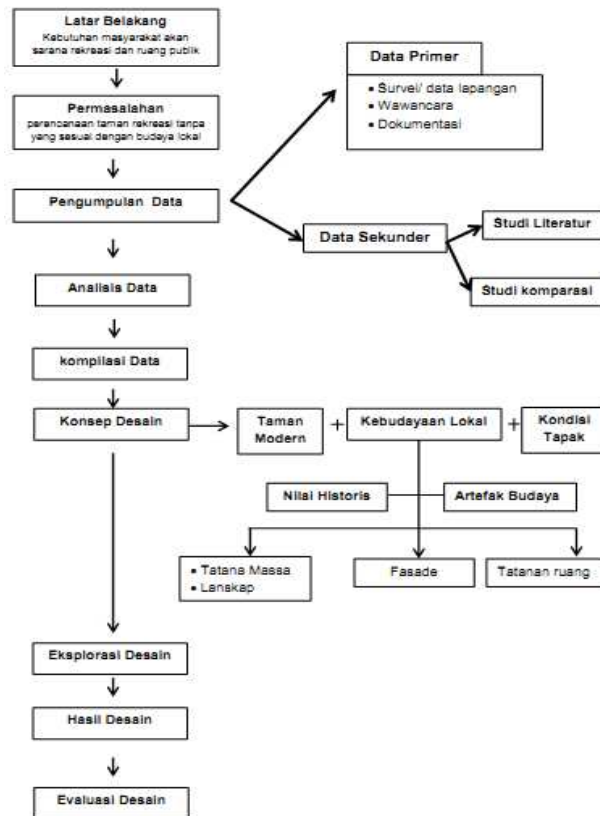 Latar Belakang
Kebutuhan masyarakat akan
sarana rekreasi dan ruang publik
Permasalahan
perancanaan taman rekreasi tanpa
yang sesuai dengan budaya lokal
Pengumpulan Data
Data Primer
• Survei/ data lapangan
• Wawancara
• Dokumentasi
Data Sekunder
Studi Literatur
Studi komparasi
Analisis Data
kompilasi Data
Konsep Desain
Taman
Modern
+
Kebudayaan Lokal
+
Kondisi
Tapak
Nilai Historis
Artefak Budaya
• Tatana Massa
• Lanskap
Fasade
Tatanan ruang
Eksplorasi Desain
Hasil Desain
Evaluasi Desain